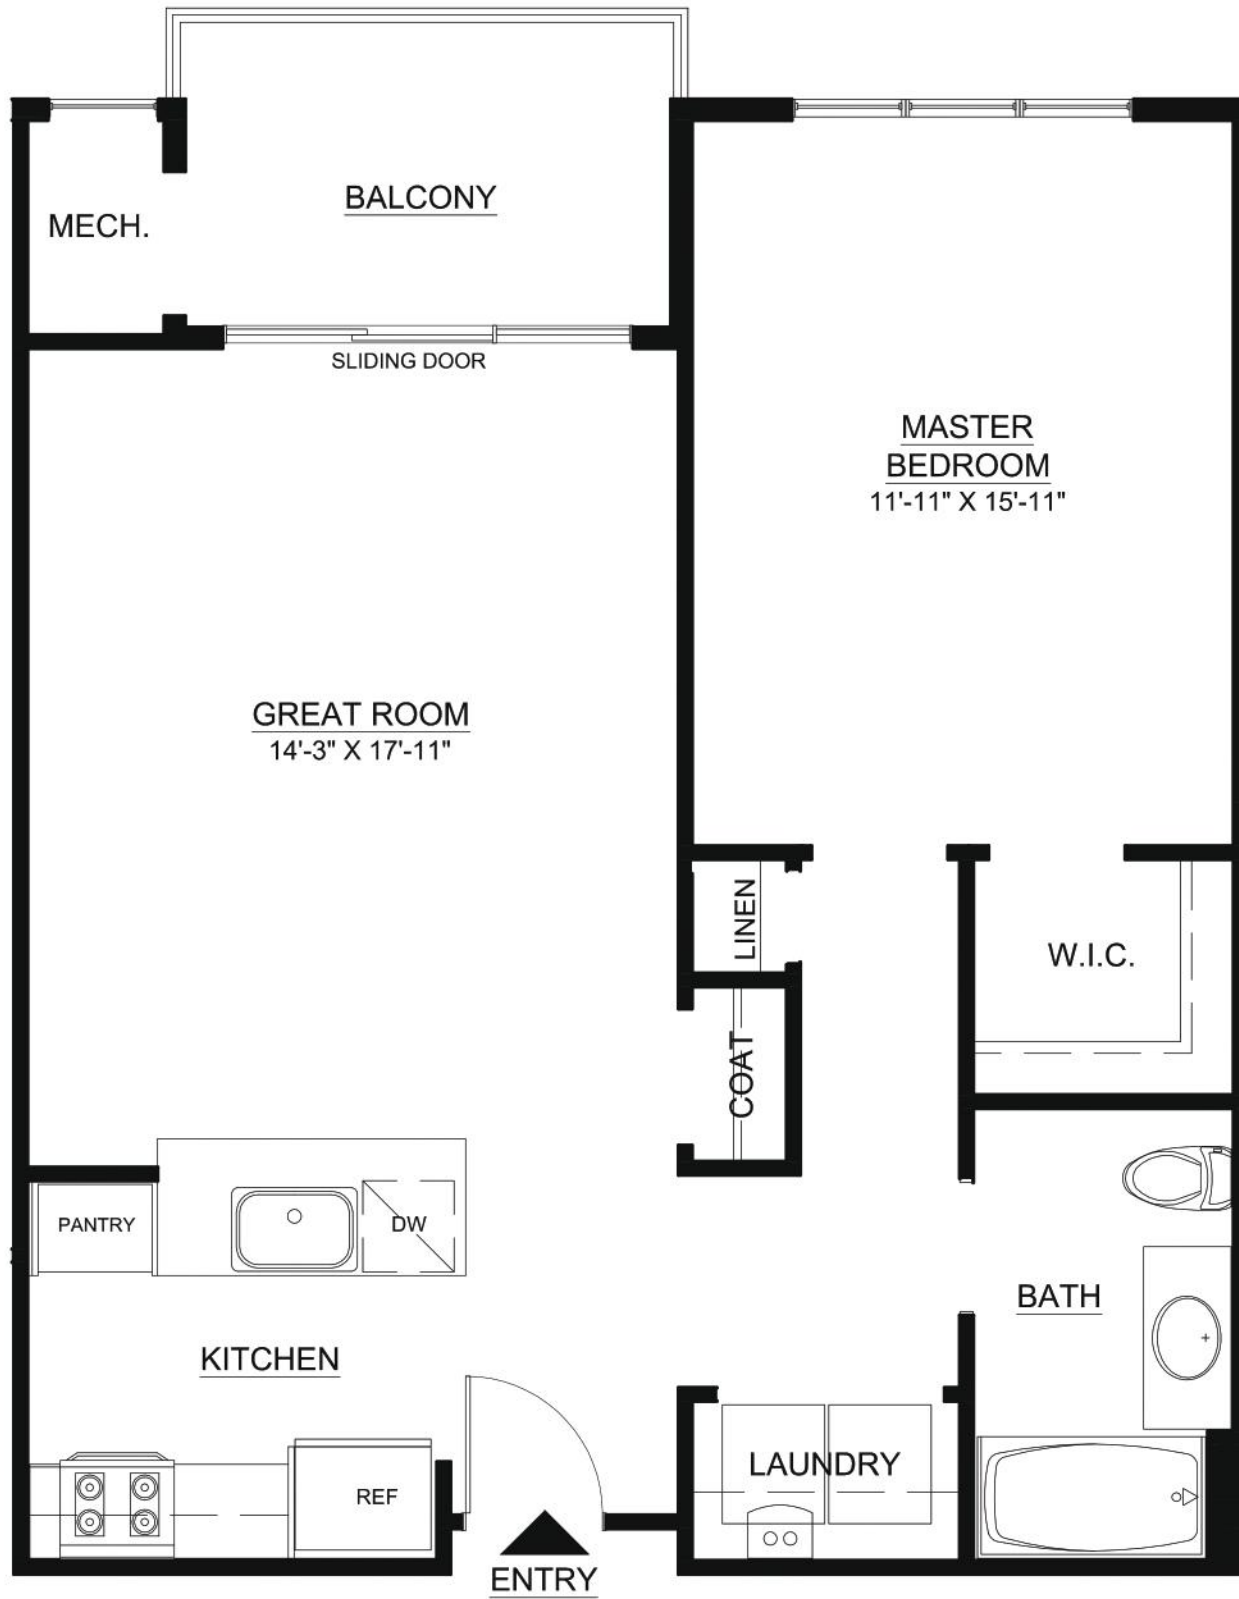 BALCONY
MECH.
SLIDING DOOR
MASTER
BEDROOM
11'-11" X 15'-11"
GREAT ROOM
14'-3" X 17'-11"
LINEN
W.I.C.
COAT
PANTRY
DW
BATH
KITCHEN
LAUNDRY
REF
ENTRY